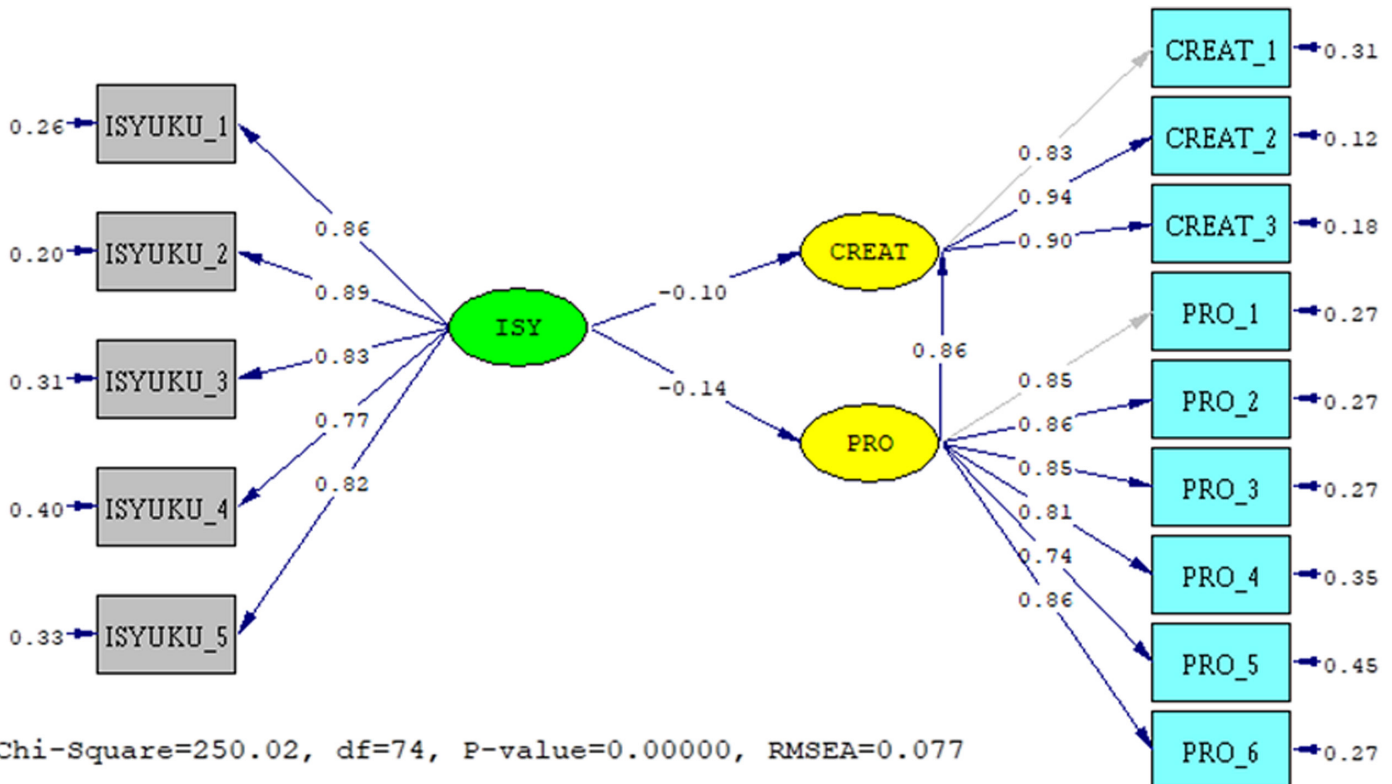 0.26 ISYUKU_1
0.20 ISYUKU_2
0.31 ISYUKU_3
0.40 ISYUKU_4
0.33 ISYUKU_5
0.86
0.89
0.83
0.77
0.82
ISY
-0.10
-0.14
CREAT
0.86
PRO
0.83
0.94
0.90
0.85
0.86
0.85
0.81
0.74
0.86
CREAT_1 0.31
CREAT_2 0.12
CREAT_3 0.18
PRO_1 0.27
PRO_2 0.27
PRO_3 0.27
PRO_4 0.35
PRO_5 0.45
PRO_6 0.27
Chi-Square=250.02, df=74, P-value=0.00000, RMSEA=0.077